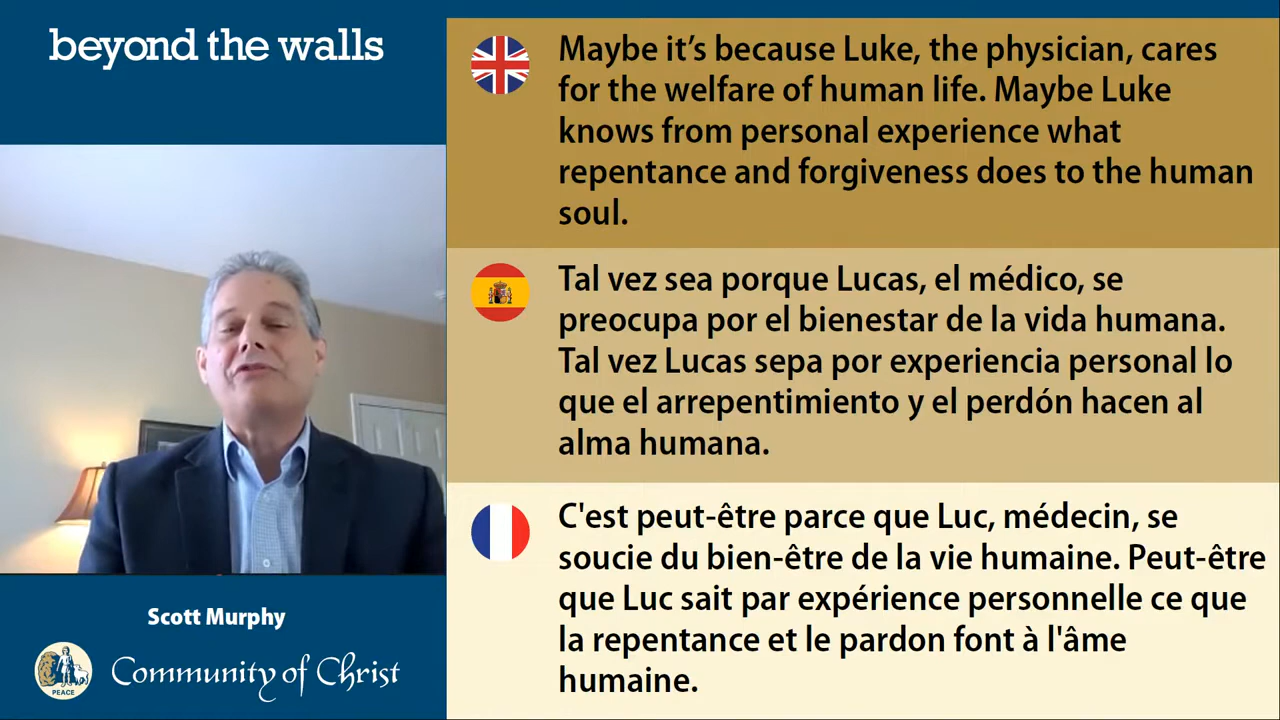 beyond the walls
Maybe it’s because Luke, the physician, cares
for the welfare of human life. Maybe Luke
knows from personal experience what
repentance and forgiveness does to the human
soul.
Tal vez sea porque Lucas, el médico, se
preocupa por el bienestar de la vida humana.
Tal vez Lucas sepa por experiencia personal lo
que el arrepentimiento y el perdón hacen al
alma humana.
C'est peut-être parce que Luc, médecin, se
soucie du bien-être de la vie humaine. Peut-être
que Luc sait par expérience personnelle ce que
la repentance et le pardon font à l'âme
humaine.
Scott Murphy
PEACE
Community of Christ